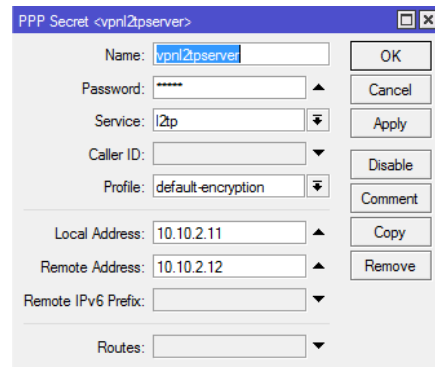 PPP Secret <vpnl2tpserver>
Name: vpnl2tpserver
OK
Password: *****
Cancel
Service: l2tp
Apply
Caller ID:
Disable
Profile: default-encryption
Comment
Local Address: 10.10.2.11
Copy
Remote Address: 10.10.2.12
Remove
Remote IPv6 Prefix:
Routes: